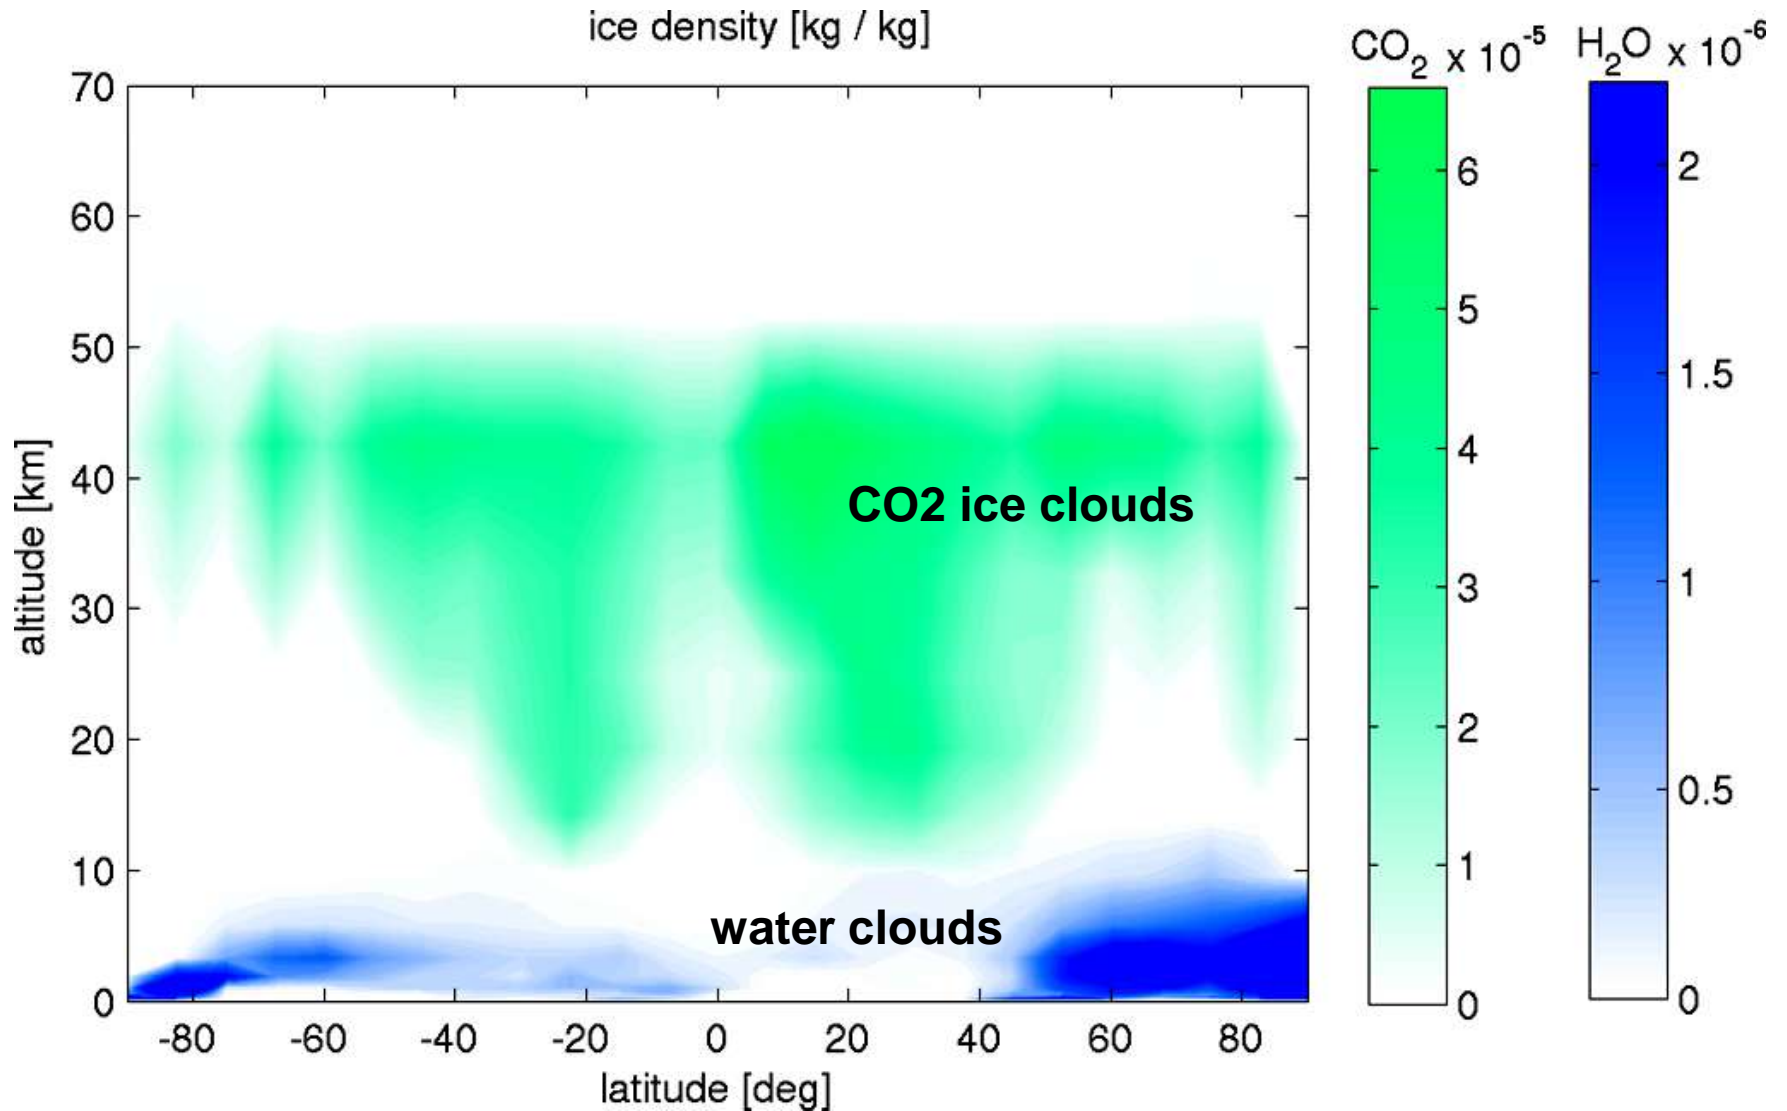 ice density [kg / kg]
CO2 x 10-5
H2O x 10-6
70
60
50
40
30
20
10
0
altitude [km]
CO2 ice clouds
water clouds
-80 -60 -40 -20 0 20 40 60 80
latitude [deg]
6
5
4
3
2
1
0
2
1.5
1
0.5
0